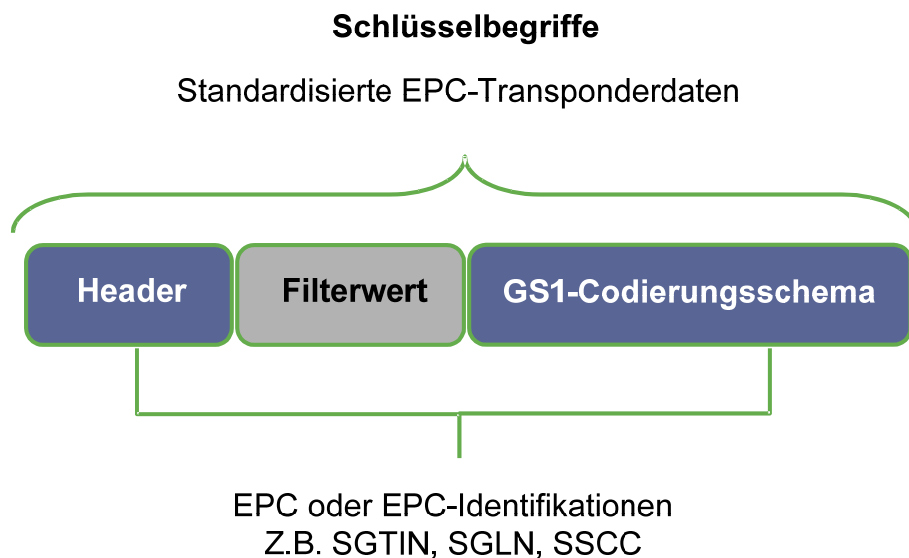 Schlüsselbegriffe
Standardisierte EPC-Transponderdaten
Header
Filterwert
GS1-Codierungsschema
EPC oder EPC-Identifikationen
Z.B. SGTIN, SGLN, SSCC